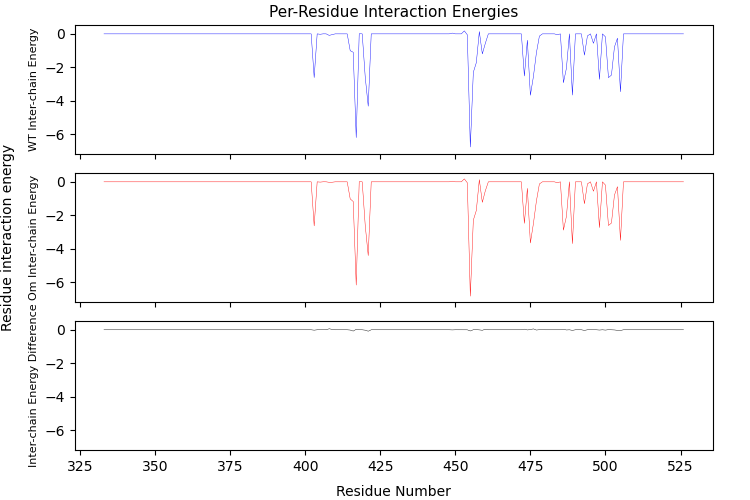 Per-Residue Interaction Energies
WT Inter-chain Energy
0
−2
−4
−6
Residue interaction energy
Om Inter-chain Energy
0
−2
−4
−6
Inter-chain Energy Difference
0
−2
−4
−6
325 350 375 400 425 450 475 500 525
Residue Number